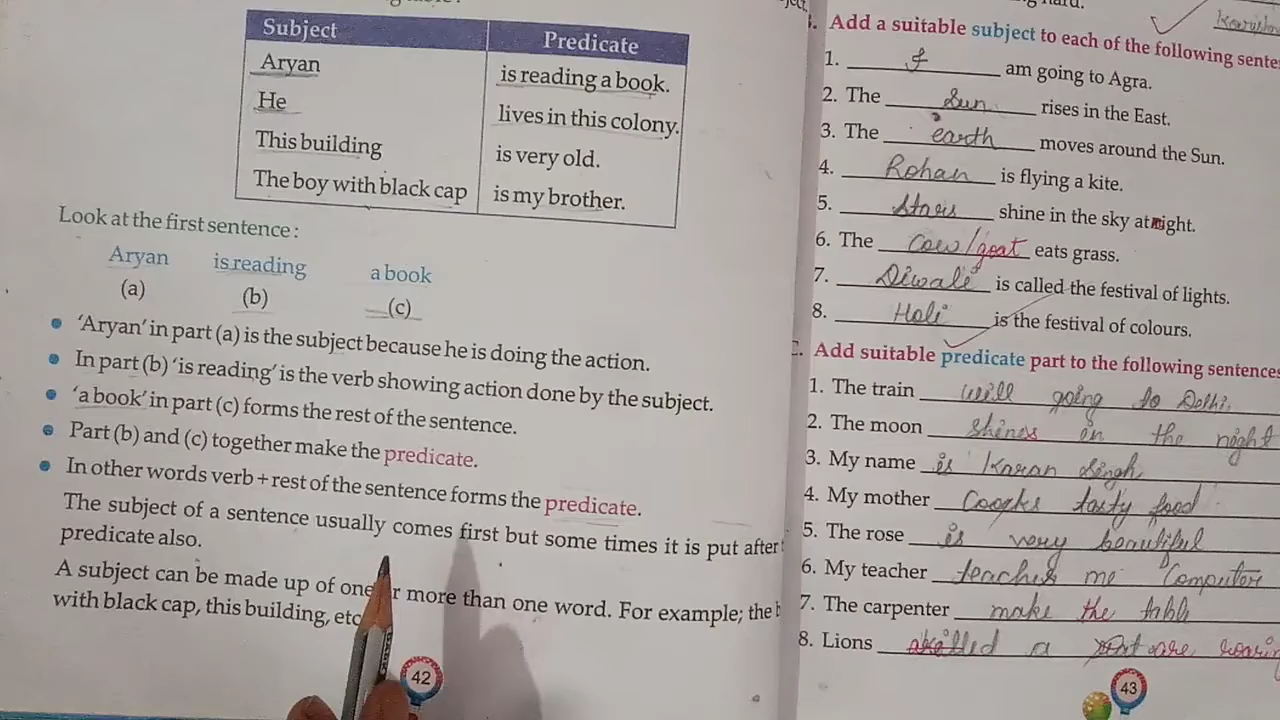 Subject Predicate
Aryan is reading a book.
He lives in this colony.
This building is very old.
The boy with black cap is my brother.
Look at the first sentence :
Aryan is reading a book
(a) (b) (c)
'Aryan' in part (a) is the subject because he is doing the action.
In part (b) 'is reading' is the verb showing action done by the subject.
'a book' in part (c) forms the rest of the sentence.
Part (b) and (c) together make the predicate.
In other words verb + rest of the sentence forms the predicate.
The subject of a sentence usually comes first but some times it is put after
predicate also.
A subject can be made up of one or more than one word. For example; the
with black cap, this building, etc
42
Add a suitable subject to each of the following
1. I am going to Agra.
2. The Sun rises in the East.
3. The earth moves around the Sun.
4. Rohan is flying a kite.
5. Stars shine in the sky at night.
6. The cow/goat eats grass.
7. Diwali is called the festival of lights.
8. Holi is the festival of colours.
C. Add suitable predicate part to the following sentences
1. The train will going to Delhi.
2. The moon shines in the night
3. My name is Karan Singh
4. My mother Cooks tasty food
5. The rose is very beautiful
6. My teacher teaches me Computer
7. The carpenter make the table
8. Lions a are
43